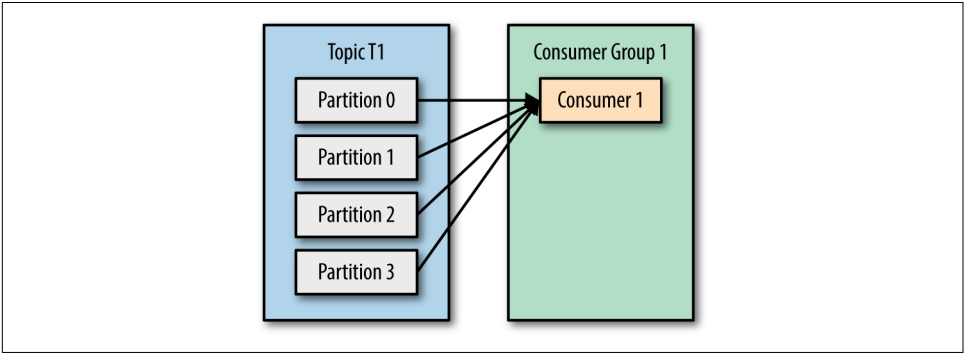 Topic T1
Partition 0
Partition 1
Partition 2
Partition 3
Consumer Group 1
Consumer 1